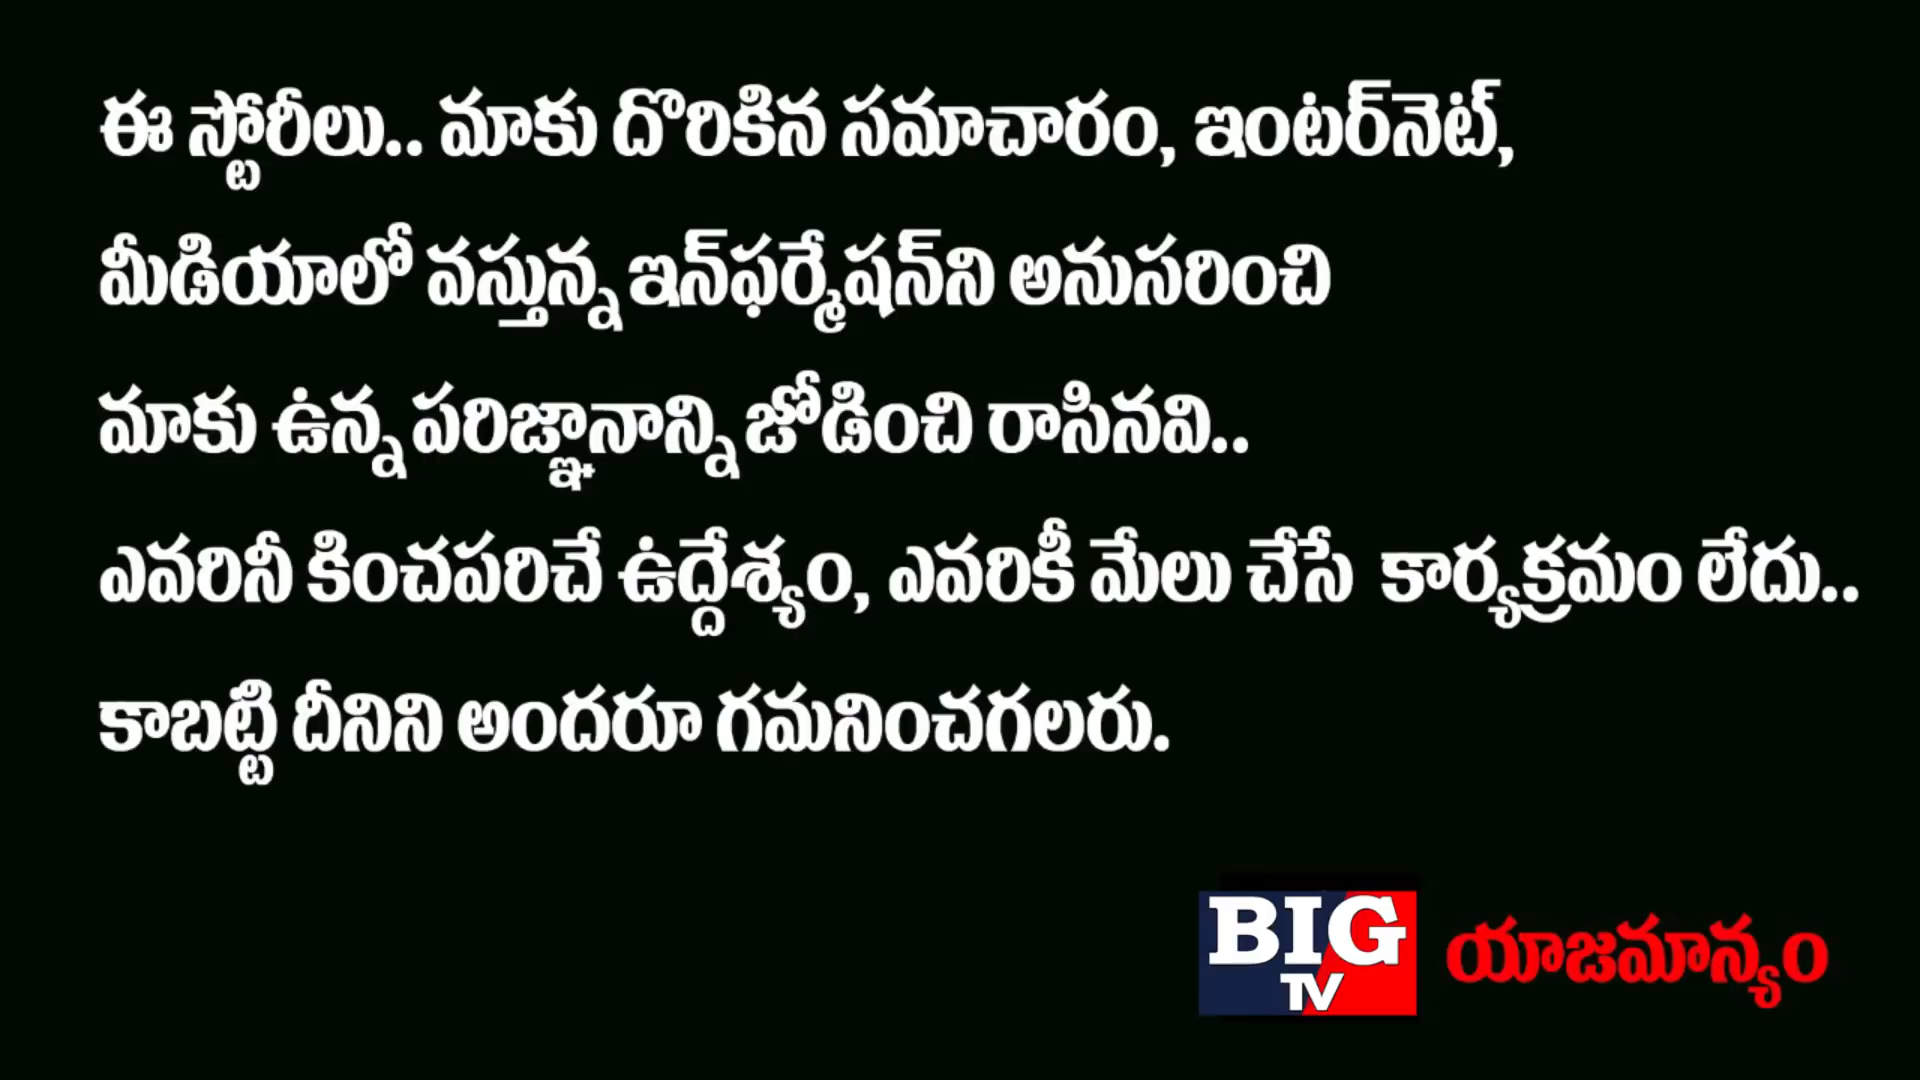 ఈ స్టోరీలు.. మాకు దొరికిన సమాచారం, ఇంటర్‌నెట్,
మీడియాలో వస్తున్న ఇన్‌ఫర్మేషన్‌ని అనుసరించి
మాకు ఉన్న పరిజ్ఞానాన్ని జోడించి రాసినవి..
ఎవరినీ కించపరిచే ఉద్దేశ్యం, ఎవరికీ మేలు చేసే కార్యక్రమం లేదు..
కాబట్టి దీనిని అందరూ గమనించగలరు.
BIG TV యాజమాన్యం